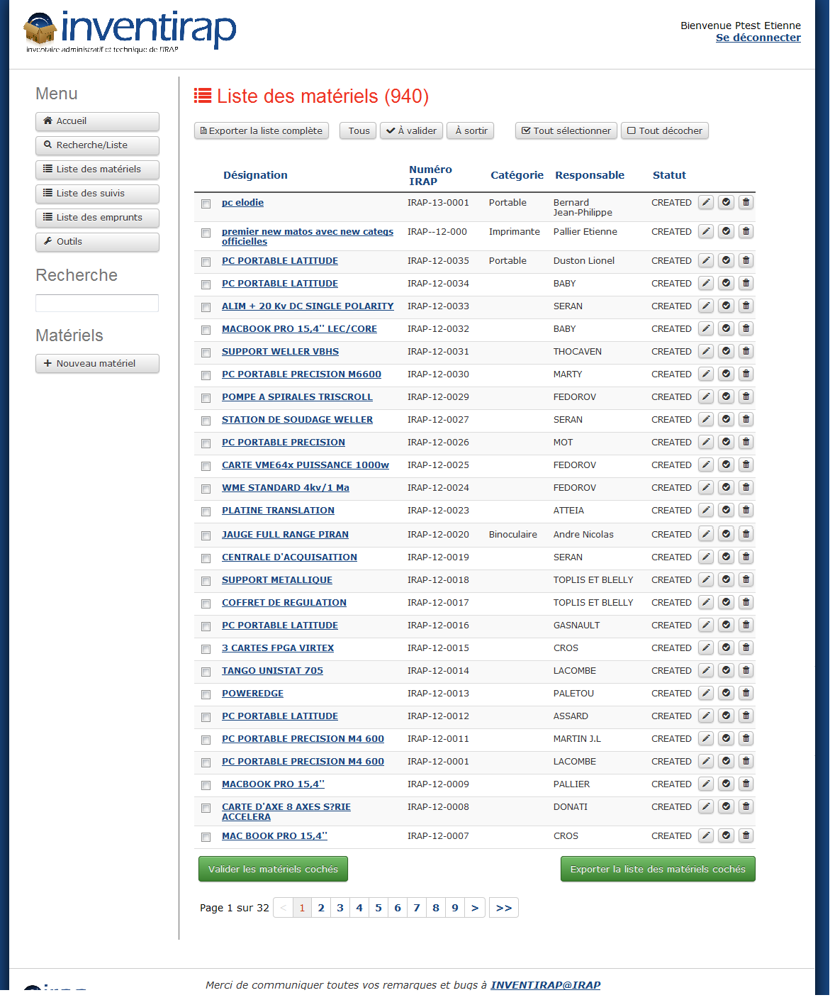 inventirap
inventaire administratif et technique de l'IRAP
Bienvenue Ptest Etienne
Se déconnecter
Menu
Accueil
Recherche/Liste
Liste des matériels
Liste des suivis
Liste des emprunts
Outils
Recherche
Matériels
Nouveau matériel
Liste des matériels (940)
Exporter la liste complète Tous À valider À sortir Tout sélectionner Tout décocher
Désignation Numéro IRAP Catégorie Responsable Statut
pc elodie IRAP-13-0001 Portable Bernard Jean-Philippe CREATED
premier new matos avec new categs officielles IRAP--12-000 Imprimante Pallier Etienne CREATED
PC PORTABLE LATITUDE IRAP-12-0035 Portable Duston Lionel CREATED
PC PORTABLE LATITUDE IRAP-12-0034 BABY CREATED
ALIM + 20 Kv DC SINGLE POLARITY IRAP-12-0033 SERAN CREATED
MACBOOK PRO 15,4'' LEC/CORE IRAP-12-0032 BABY CREATED
SUPPORT WELLER VBHS IRAP-12-0031 THOCAVEN CREATED
PC PORTABLE PRECISION M6600 IRAP-12-0030 MARTY CREATED
POMPE A SPIRALES TRISCROLL IRAP-12-0029 FEDOROV CREATED
STATION DE SOUDAGE WELLER IRAP-12-0027 SERAN CREATED
PC PORTABLE PRECISION IRAP-12-0026 MOT CREATED
CARTE VME64x PUISSANCE 1000w IRAP-12-0025 FEDOROV CREATED
WME STANDARD 4kv/1 Ma IRAP-12-0024 FEDOROV CREATED
PLATINE TRANSLATION IRAP-12-0023 ATTEIA CREATED
JAUGE FULL RANGE PIRAN IRAP-12-0020 Binoculaire Andre Nicolas CREATED
CENTRALE D'ACQUISAITION IRAP-12-0019 SERAN CREATED
SUPPORT METALLIQUE IRAP-12-0018 TOPLIS ET BLELLY CREATED
COFFRET DE REGULATION IRAP-12-0017 TOPLIS ET BLELLY CREATED
PC PORTABLE LATITUDE IRAP-12-0016 GASNAULT CREATED
3 CARTES FPGA VIRTEX IRAP-12-0015 CROS CREATED
TANGO UNISTAT 705 IRAP-12-0014 LACOMBE CREATED
POWEREDGE IRAP-12-0013 PALETOU CREATED
PC PORTABLE LATITUDE IRAP-12-0012 ASSARD CREATED
PC PORTABLE PRECISION M4 600 IRAP-12-0011 MARTIN J.L CREATED
PC PORTABLE PRECISION M4 600 IRAP-12-0001 LACOMBE CREATED
MACBOOK PRO 15,4'' IRAP-12-0009 PALLIER CREATED
CARTE D'AXE 8 AXES S?RIE ACCELERA IRAP-12-0008 DONATI CREATED
MAC BOOK PRO 15,4'' IRAP-12-0007 CROS CREATED
Valider les matériels cochés Exporter la liste des matériels cochés
Page 1 sur 32 < 1 2 3 4 5 6 7 8 9 > >>
Merci de communiquer toutes vos remarques et bugs à INVENTIRAP@IRAP